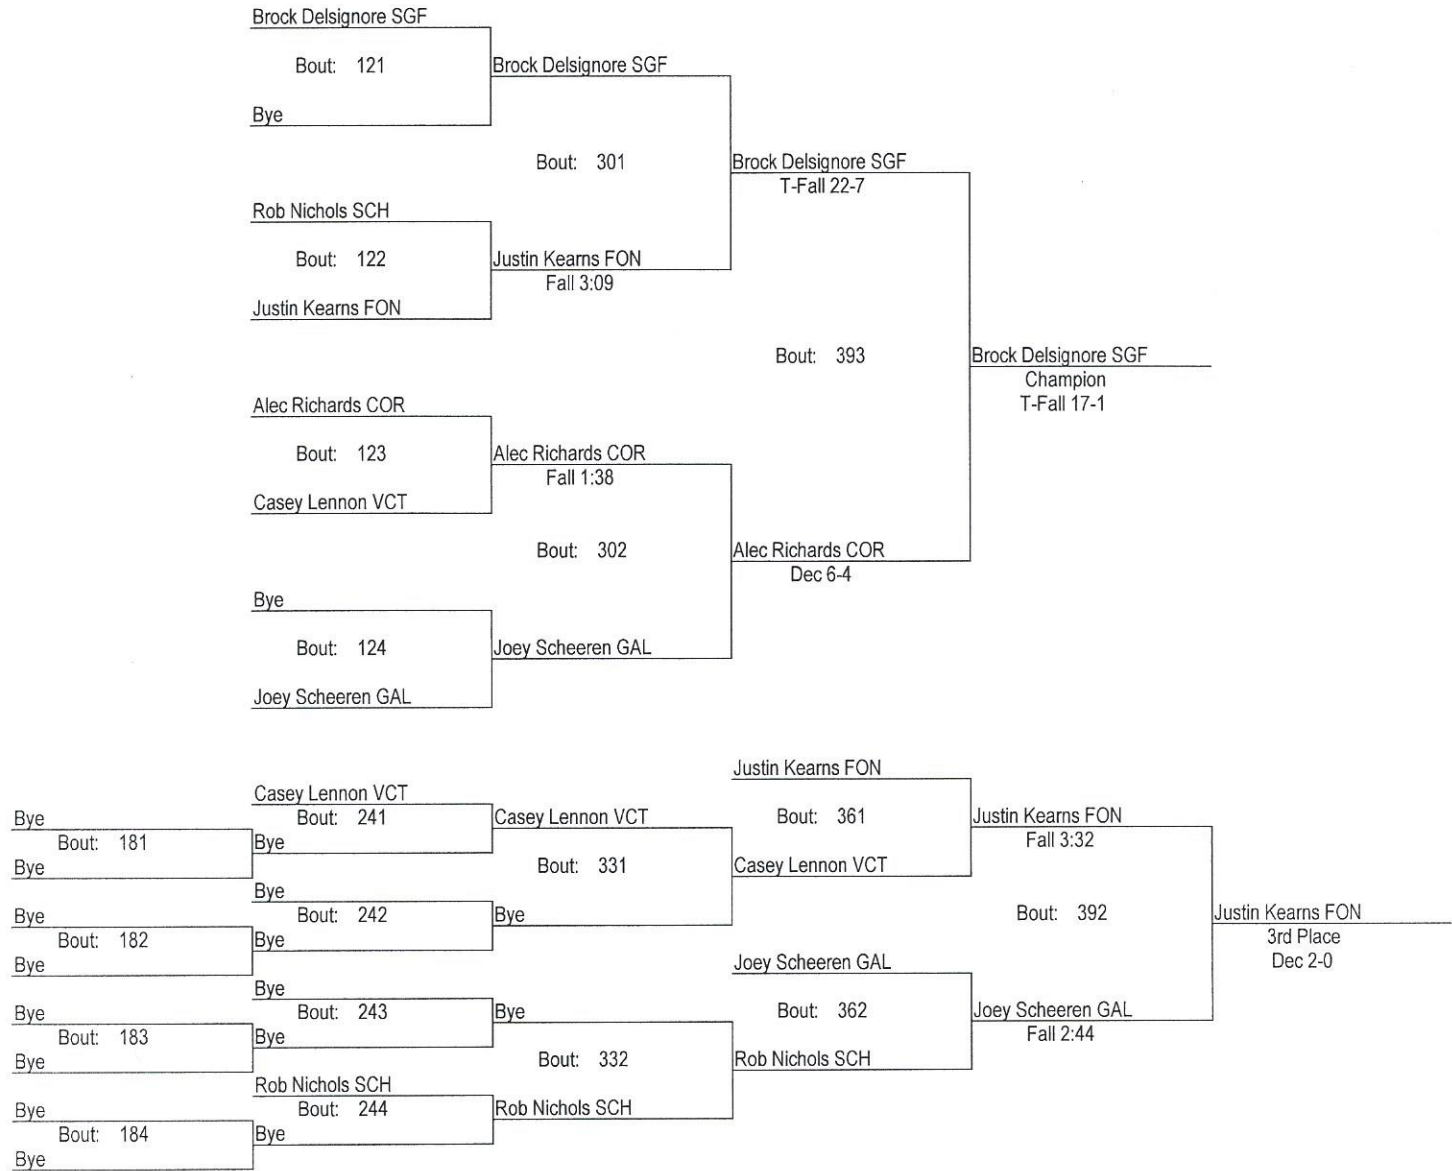 Brock Delsignore SGF
Bout: 121
Brock Delsignore SGF
Bye
Bout: 301
Brock Delsignore SGF
T-Fall 22-7
Rob Nichols SCH
Bout: 122
Justin Kearns FON
Fall 3:09
Justin Kearns FON
Bout: 393
Brock Delsignore SGF
Champion
T-Fall 17-1
Alec Richards COR
Bout: 123
Alec Richards COR
Fall 1:38
Casey Lennon VCT
Bout: 302
Alec Richards COR
Dec 6-4
Bye
Bout: 124
Joey Scheeren GAL
Joey Scheeren GAL
Justin Kearns FON
Casey Lennon VCT
Bye
Bout: 241
Casey Lennon VCT
Bout: 361
Justin Kearns FON
Fall 3:32
Bout: 181
Bye
Bye
Bout: 331
Casey Lennon VCT
Bye
Bye
Bout: 242
Bye
Bout: 392
Justin Kearns FON
3rd Place
Dec 2-0
Bout: 182
Bye
Bye
Joey Scheeren GAL
Bye
Bye
Bout: 243
Bye
Bout: 362
Joey Scheeren GAL
Fall 2:44
Bout: 183
Bye
Bye
Bout: 332
Rob Nichols SCH
Rob Nichols SCH
Bye
Bout: 244
Rob Nichols SCH
Bout: 184
Bye
Bye